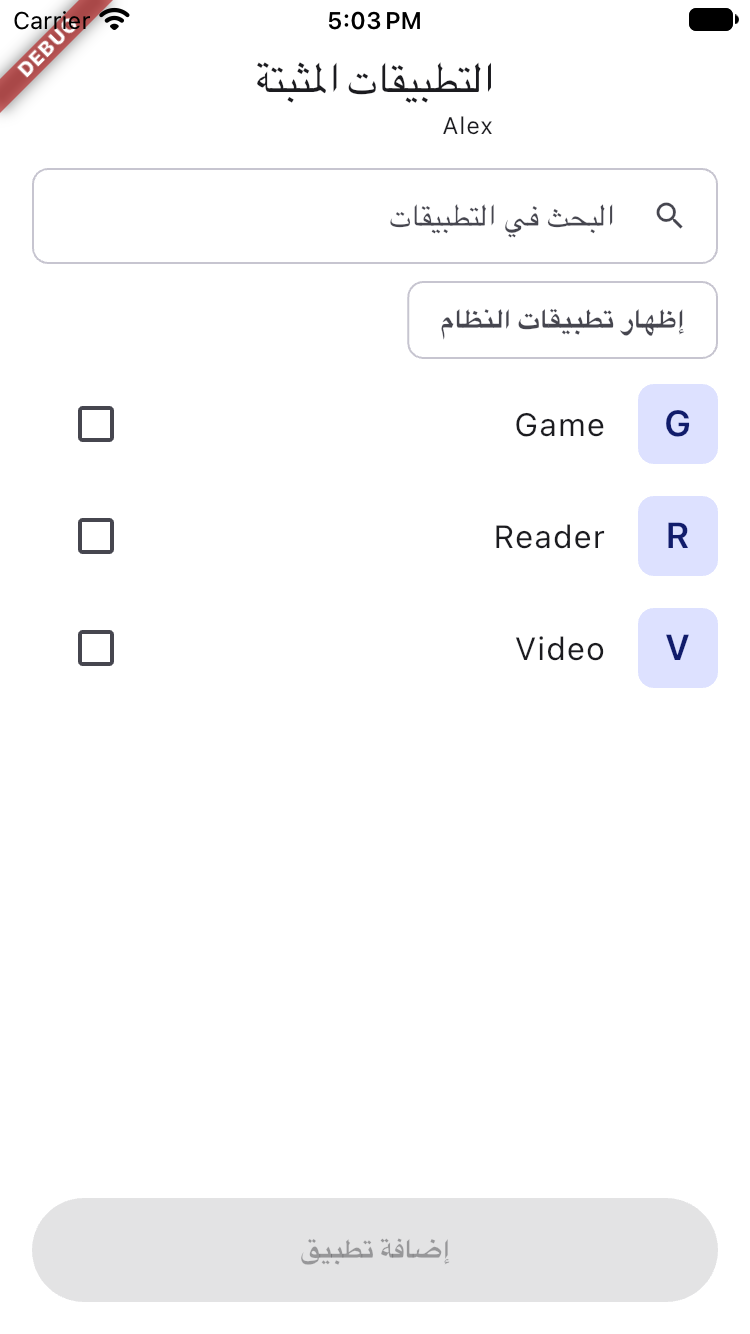 Carrier 5:03 PM
DEBUG
التطبيقات المثبتة
Alex
البحث في التطبيقات
إظهار تطبيقات النظام
G Game
R Reader
V Video
إضافة تطبيق